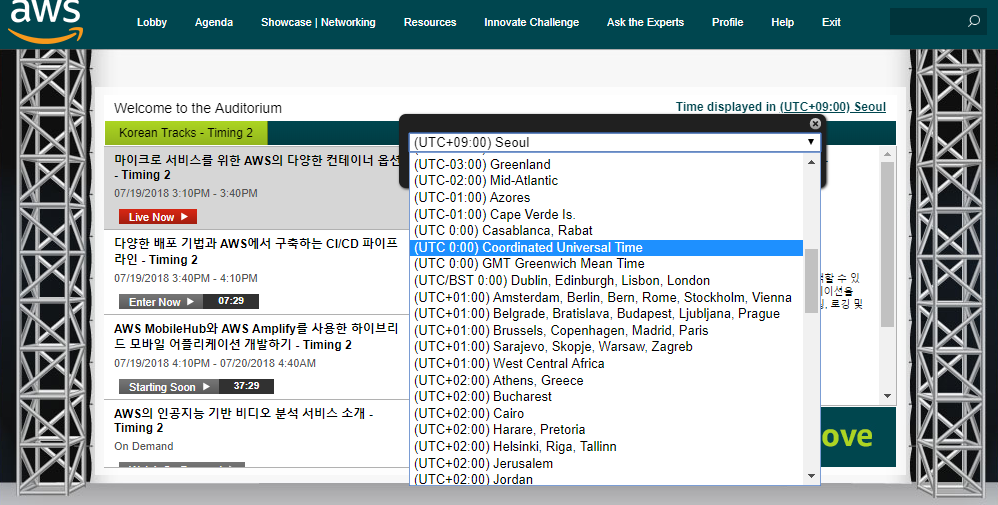 aws
Lobby
Agenda
Showcase | Networking
Resources
Innovate Challenge
Ask the Experts
Profile
Help
Exit
Welcome to the Auditorium
Time displayed in (UTC+09:00) Seoul
Korean Tracks - Timing 2
마이크로 서비스를 위한 AWS의 다양한 컨테이너 옵션
- Timing 2
07/19/2018 3:10PM - 3:40PM
Live Now
다양한 배포 기법과 AWS에서 구축하는 CI/CD 파이프
라인 - Timing 2
07/19/2018 3:40PM - 4:10PM
Enter Now
07:29
AWS MobileHub와 AWS Amplify를 사용한 하이브리
드 모바일 어플리케이션 개발하기 - Timing 2
07/19/2018 4:10PM - 07/20/2018 4:40AM
Starting Soon
37:29
AWS의 인공지능 기반 비디오 분석 서비스 소개 -
Timing 2
On Demand
(UTC+09:00) Seoul
(UTC-03:00) Greenland
(UTC-02:00) Mid-Atlantic
(UTC-01:00) Azores
(UTC-01:00) Cape Verde Is.
(UTC 0:00) Casablanca, Rabat
(UTC 0:00) Coordinated Universal Time
(UTC 0:00) GMT Greenwich Mean Time
(UTC/BST 0:00) Dublin, Edinburgh, Lisbon, London
(UTC+01:00) Amsterdam, Berlin, Bern, Rome, Stockholm, Vienna
(UTC+01:00) Belgrade, Bratislava, Budapest, Ljubljana, Prague
(UTC+01:00) Brussels, Copenhagen, Madrid, Paris
(UTC+01:00) Sarajevo, Skopje, Warsaw, Zagreb
(UTC+01:00) West Central Africa
(UTC+02:00) Athens, Greece
(UTC+02:00) Bucharest
(UTC+02:00) Cairo
(UTC+02:00) Harare, Pretoria
(UTC+02:00) Helsinki, Riga, Tallinn
(UTC+02:00) Jerusalem
(UTC+02:00) Jordan
할 수 있
로깅 및
ove